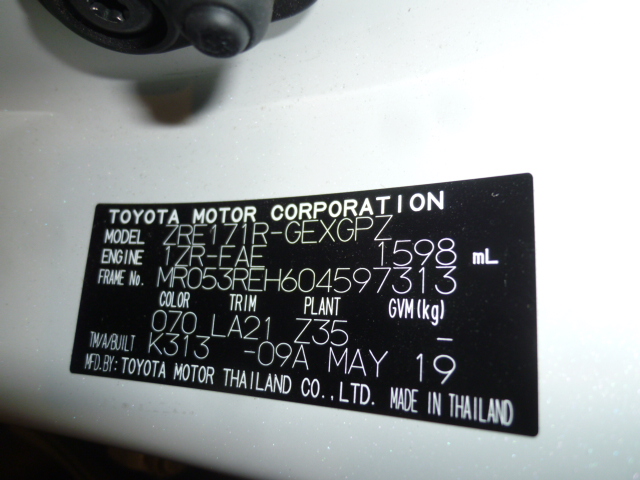 TOYOTA MOTOR CORPORATION
MODEL ZRE171R-GEXGPZ
ENGINE 1ZR-FAE 1598 mL
FRAME No. MR053REH604597313
COLOR TRIM PLANT GVM(kg)
070 LA21 Z35 -
TM/A/BUILT K313 -09A MAY 19
MFD.BY: TOYOTA MOTOR THAILAND CO.,LTD. MADE IN THAILAND